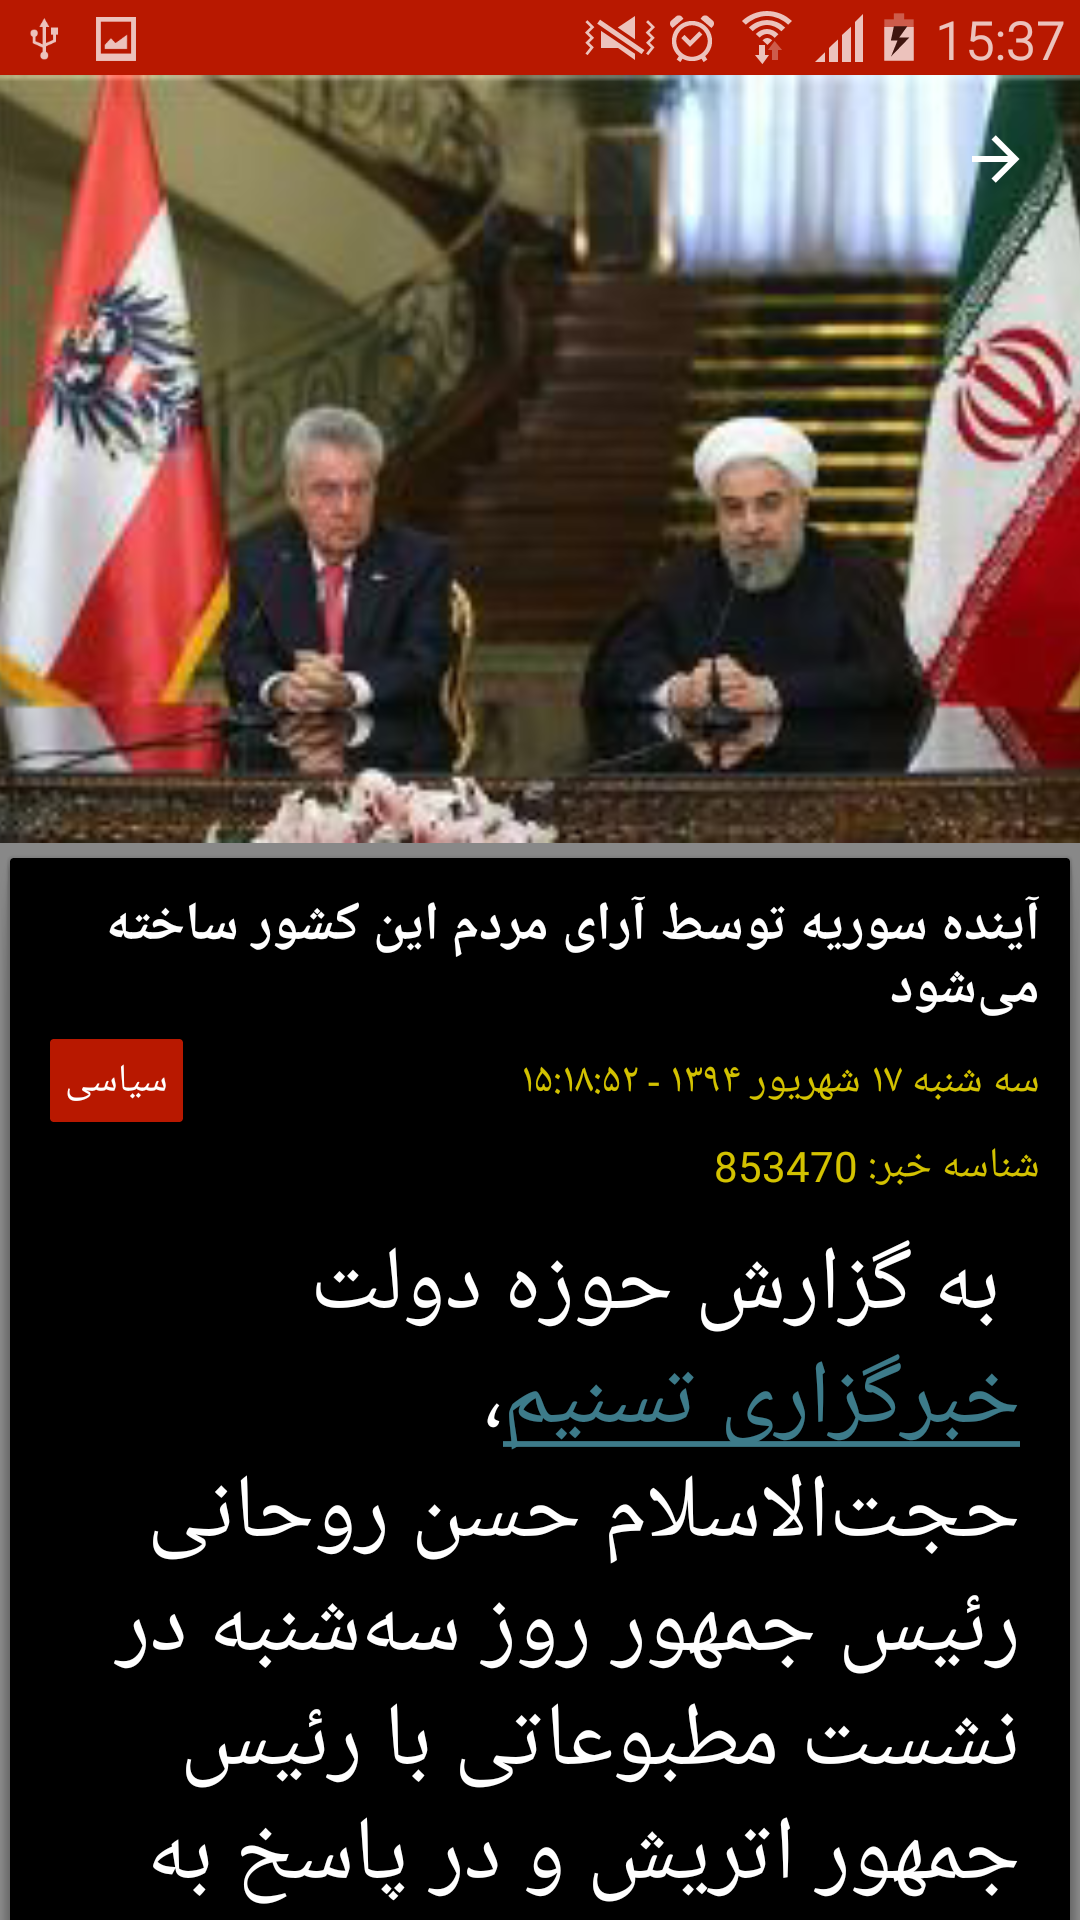 15:37
آینده سوریه توسط آرای مردم این کشور ساخته
می‌شود
سه شنبه ۱۷ شهریور ۱۳۹۴ - ۱۵:۱۸:۵۲
سیاسی
شناسه خبر: 853470
به گزارش حوزه دولت
خبرگزاری تسنیم،
حجت‌الاسلام حسن روحانی
رئیس جمهور روز سه‌شنبه در
نشست مطبوعاتی با رئیس
جمهور اتریش و در پاسخ به